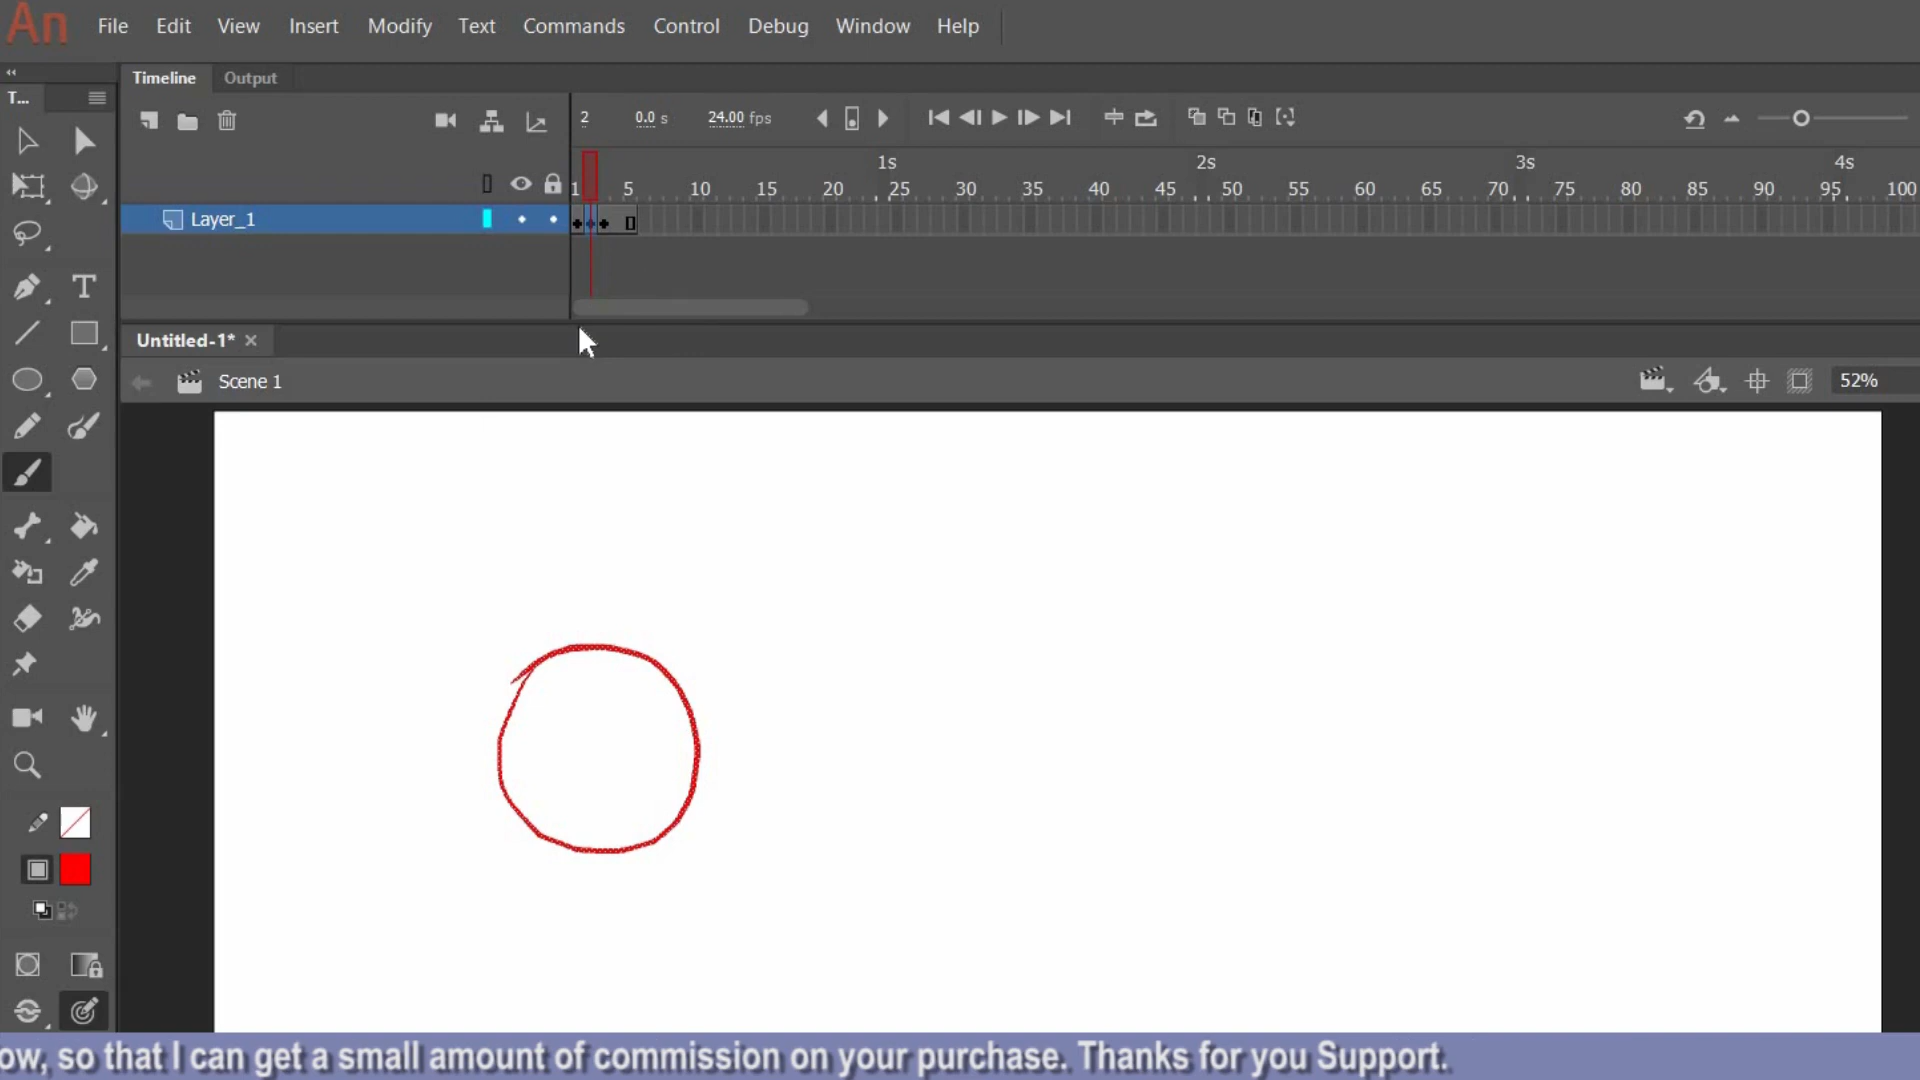 An File Edit View Insert Modify Text Commands Control Debug Window Help
Timeline Output
T...
2 0.0 s 24.00 fps
1s 2s 3s 4s
1 5 10 15 20 25 30 35 40 45 50 55 60 65 70 75 80 85 90 95 100
Layer_1
Untitled-1* ×
Scene 1 52%
T
ow, so that I can get a small amount of commission on your purchase. Thanks for you Support.